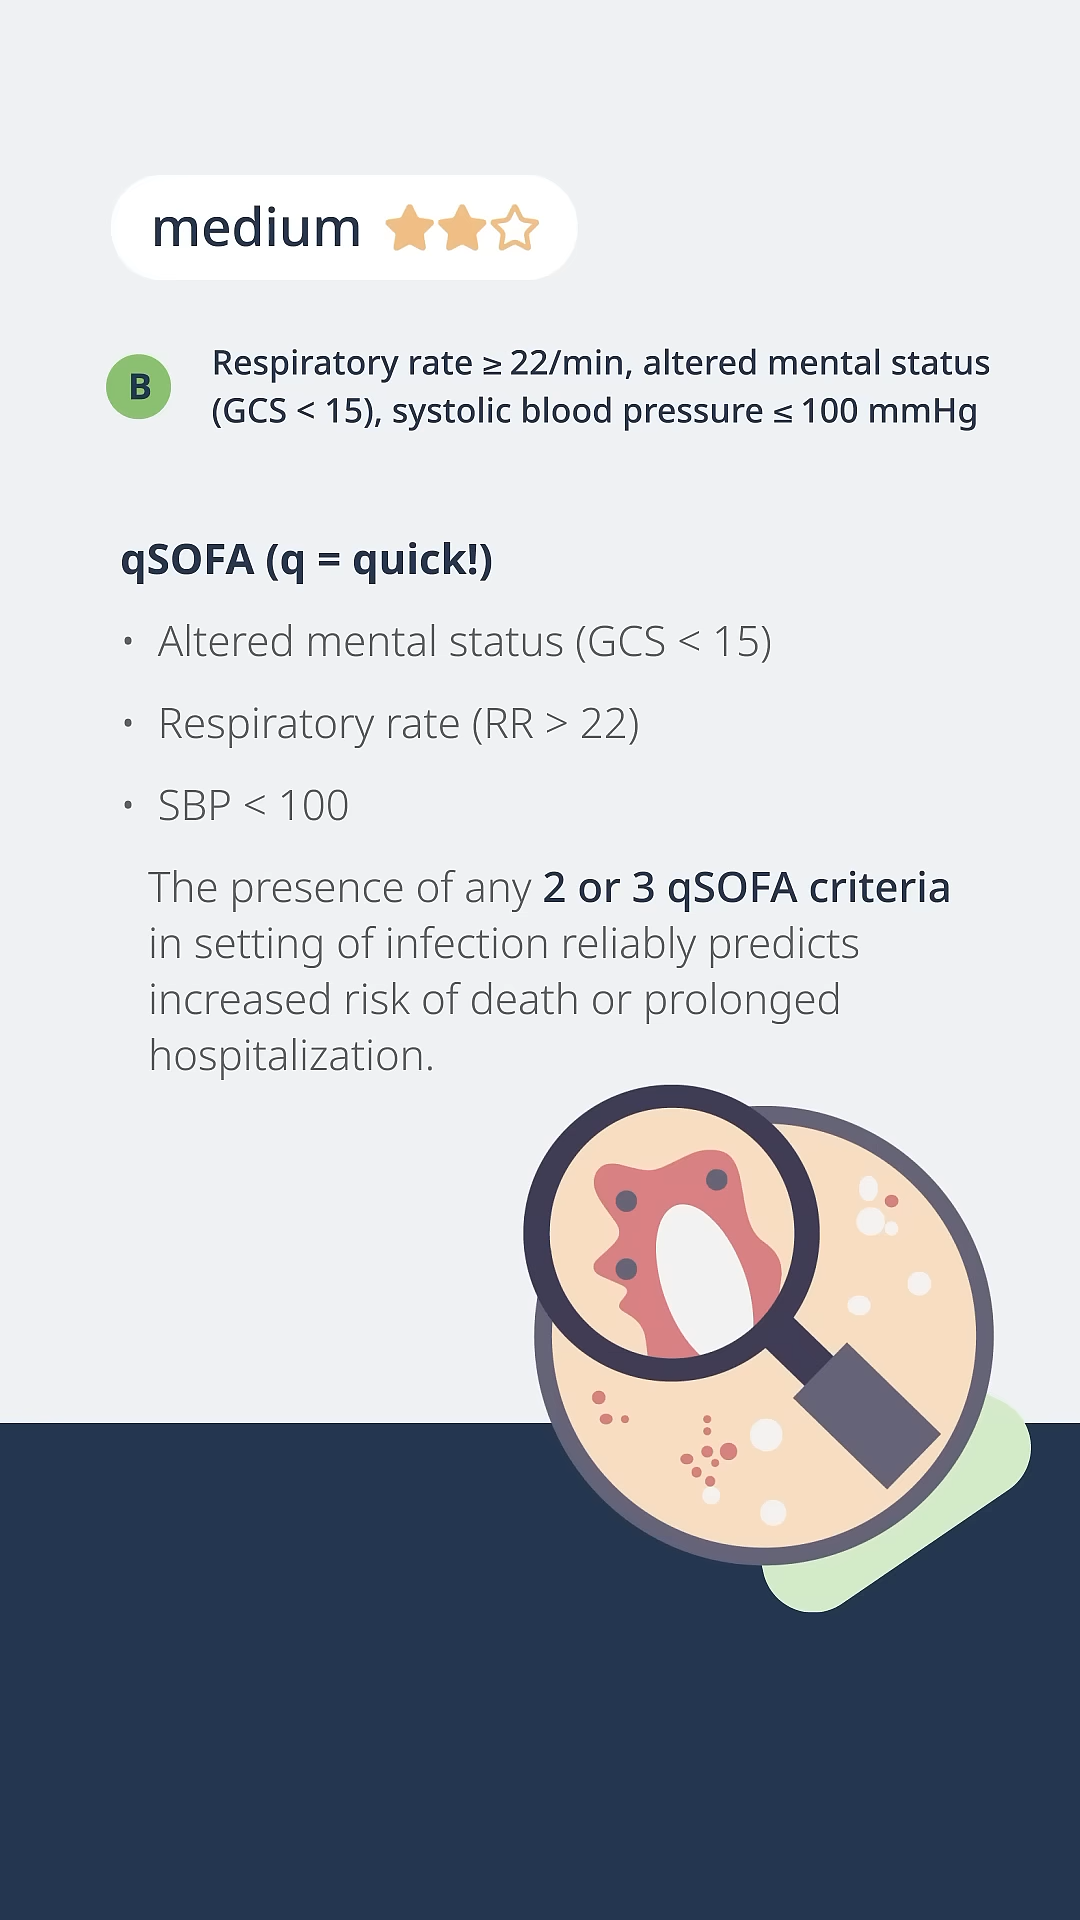 medium
B
Respiratory rate ≥ 22/min, altered mental status
(GCS < 15), systolic blood pressure ≤ 100 mmHg
qSOFA (q = quick!)
• Altered mental status (GCS < 15)
• Respiratory rate (RR > 22)
• SBP < 100
The presence of any 2 or 3 qSOFA criteria
in setting of infection reliably predicts
increased risk of death or prolonged
hospitalization.